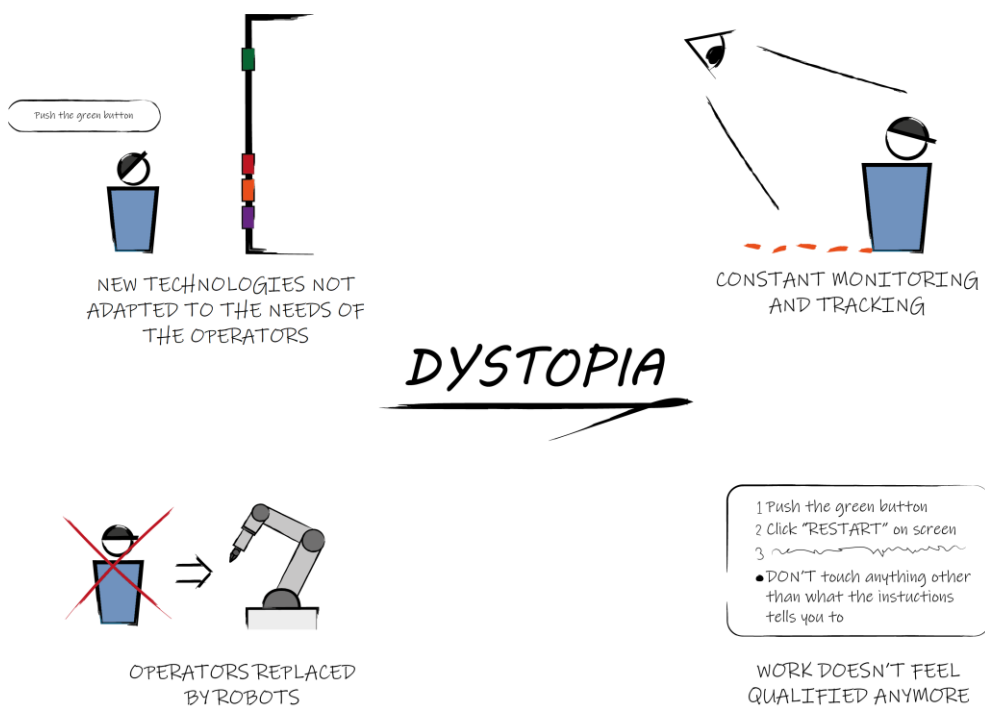 Push the green button
NEW TECHNOLOGIES NOT
ADAPTED TO THE NEEDS OF
THE OPERATORS
CONSTANT MONITORING
AND TRACKING
DYSTOPIA
OPERATORS REPLACED
BY ROBOTS
1 Push the green button
2 Click "RESTART" on screen
3
• DON'T touch anything other
than what the instuctions
tells you to
WORK DOESN'T FEEL
QUALIFIED ANYMORE